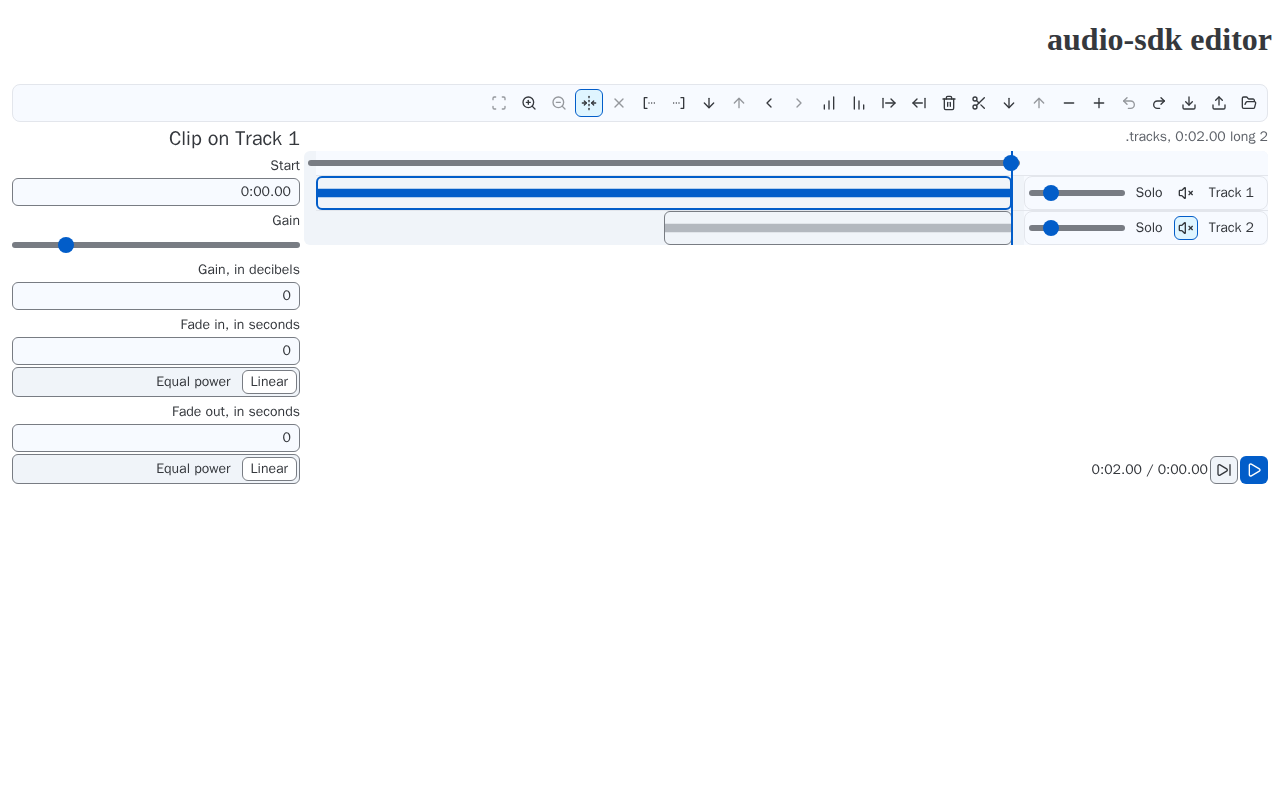 audio-sdk editor
.tracks, 0:02.00 long 2
Clip on Track 1
Start
0:00.00
Gain
Gain, in decibels
0
Fade in, in seconds
0
Equal power Linear
Fade out, in seconds
0
Equal power Linear
Solo Track 1
Solo Track 2
0:02.00 / 0:00.00